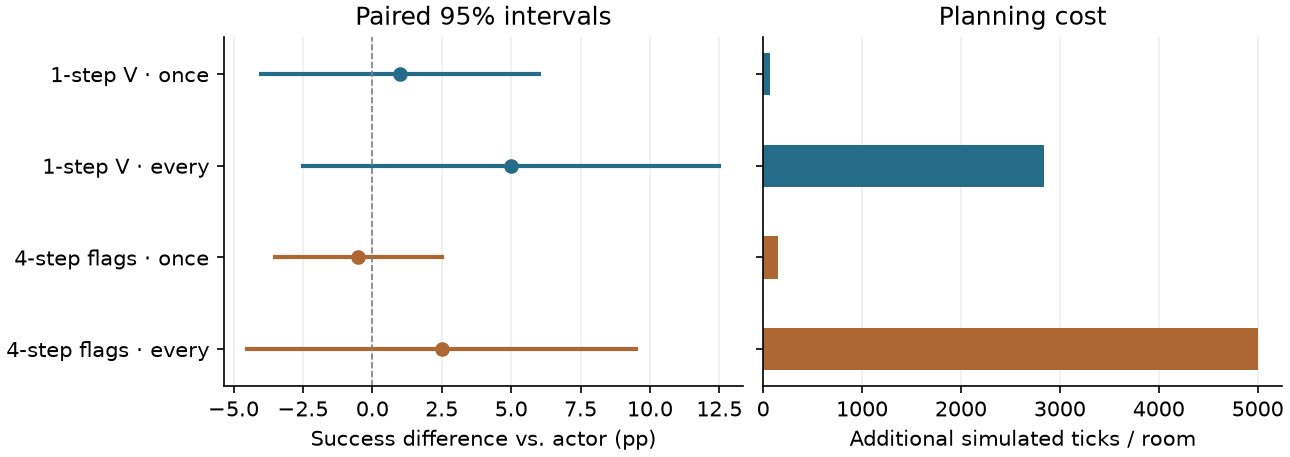 Paired 95% intervals
Planning cost
1-step V · once
1-step V · every
4-step flags · once
4-step flags · every
−5.0 −2.5 0.0 2.5 5.0 7.5 10.0 12.5
0 1000 2000 3000 4000 5000
Success difference vs. actor (pp)
Additional simulated ticks / room